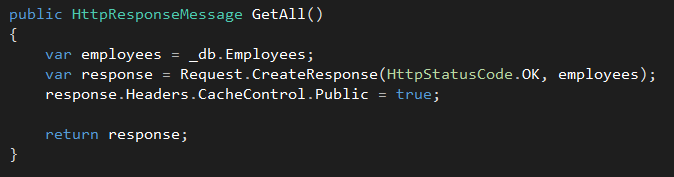 public HttpResponseMessage GetAll()
{
    var employees = _db.Employees;
    var response = Request.CreateResponse(HttpStatusCode.OK, employees);
    response.Headers.CacheControl.Public = true;

    return response;
}